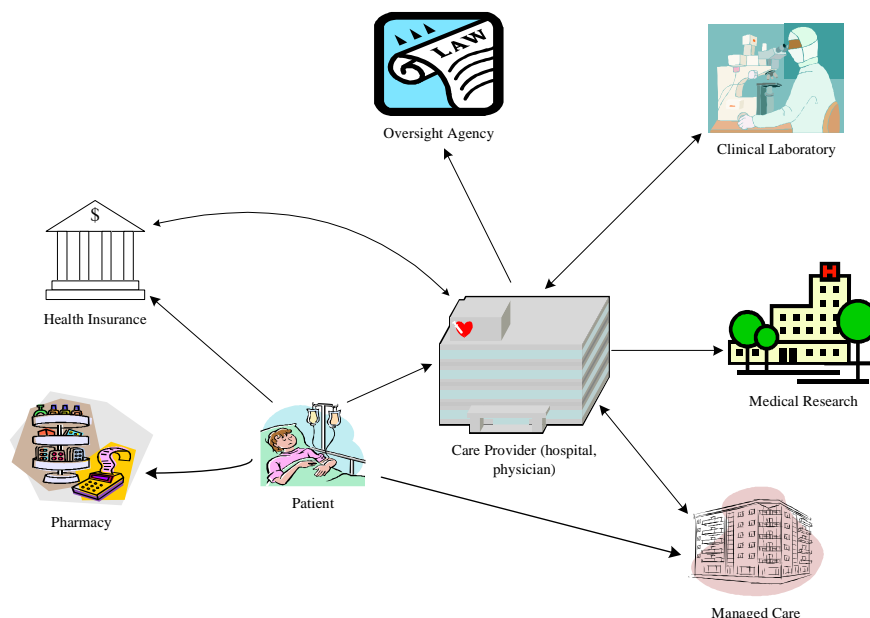 LAW
Oversight Agency
Clinical Laboratory
$
Health Insurance
H
Medical Research
Care Provider (hospital,
physician)
Patient
Pharmacy
Managed Care